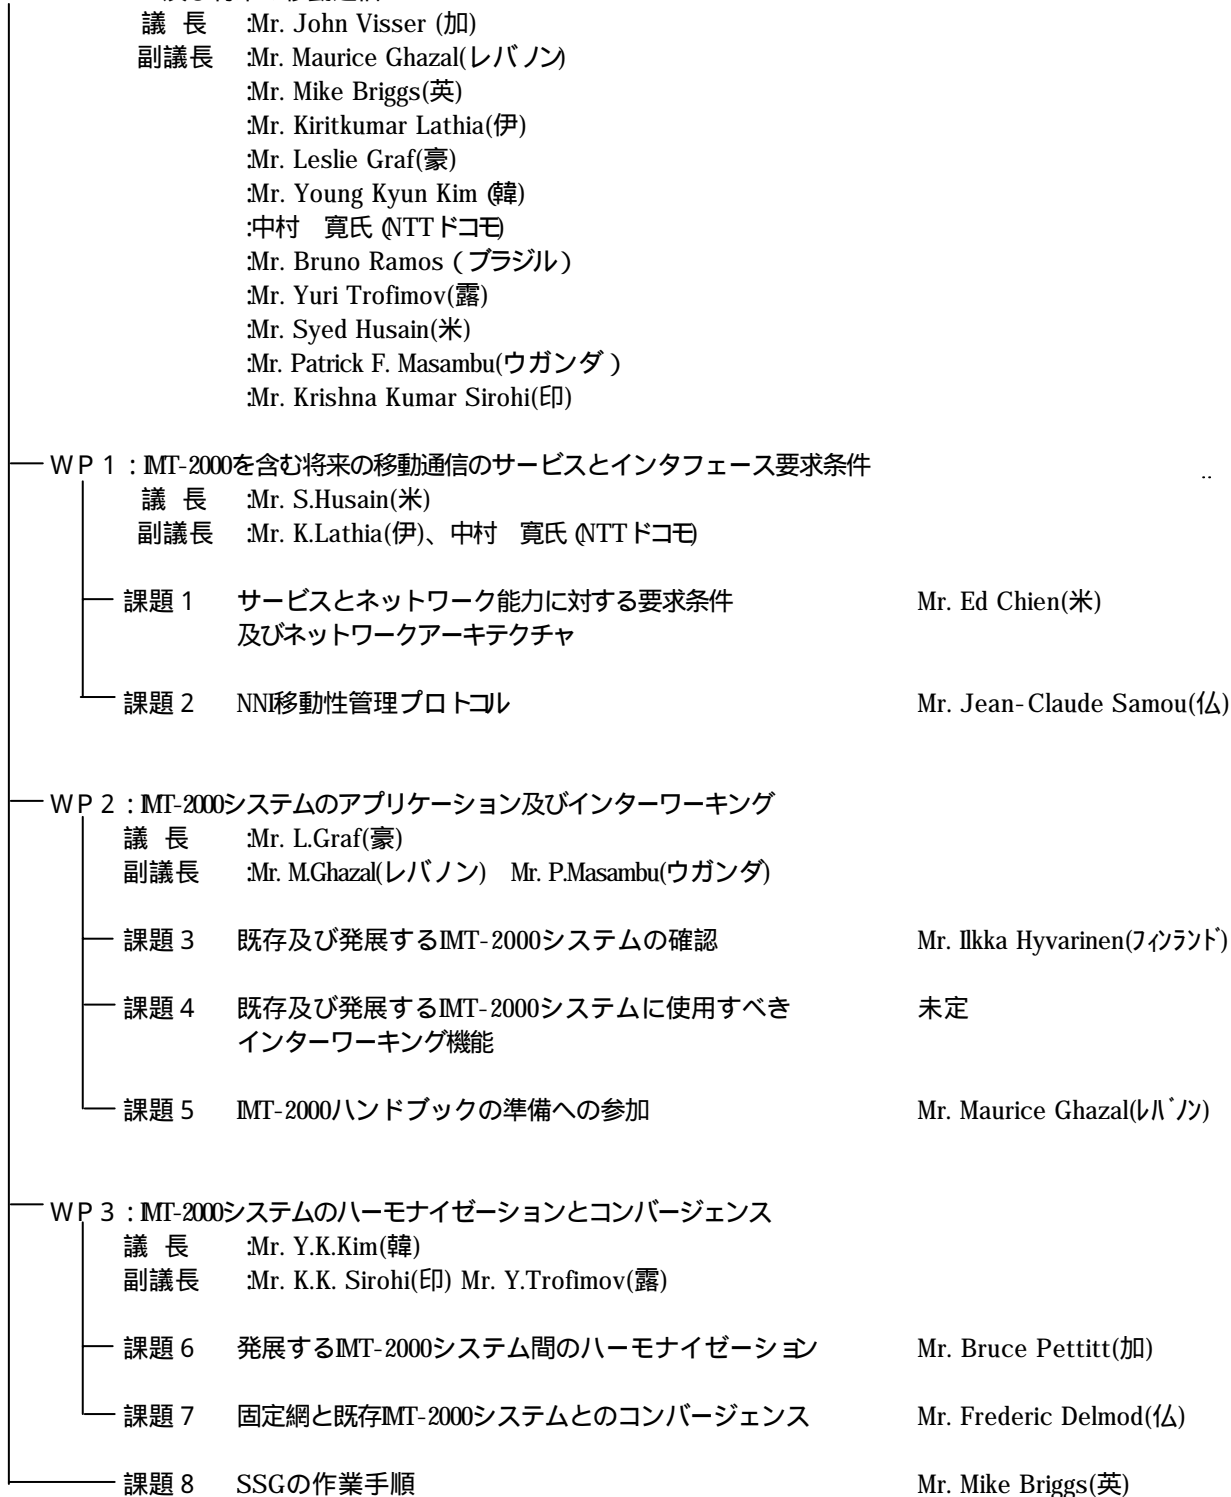 議 長 :Mr. John Visser (加)
副議長 :Mr. Maurice Ghazal(レバノン)
:Mr. Mike Briggs(英)
:Mr. Kiritkumar Lathia(伊)
:Mr. Leslie Graf(豪)
:Mr. Young Kyun Kim (韓)
:中村 寛氏 (NTTドコモ)
:Mr. Bruno Ramos ( ブラジル )
:Mr. Yuri Trofimov(露)
:Mr. Syed Husain(米)
:Mr. Patrick F. Masambu(ウガンダ )
:Mr. Krishna Kumar Sirohi(印)
WP1 : IMT-2000を含む将来の移動通信のサービスとインタフェース要求条件
..
議 長 :Mr. S.Husain(米)
副議長 :Mr. K.Lathia(伊)、中村 寛氏 (NTTドコモ)
課題1 サービスとネットワーク能力に対する要求条件 Mr. Ed Chien(米)
及びネットワークアーキテクチャ
課題2 NNI移動性管理プロトコル Mr. Jean-Claude Samou(仏)
WP2 : IMT-2000システムのアプリケーション及びインターワーキング
議 長 :Mr. L.Graf(豪)
副議長 :Mr. M.Ghazal(レバノン) Mr. P.Masambu(ウガンダ)
課題3 既存及び発展するIMT-2000システムの確認 Mr. Ilkka Hyvarinen(フィンランド)
課題4 既存及び発展するIMT-2000システムに使用すべき 未定
インターワーキング機能
課題5 IMT-2000ハンドブックの準備への参加 Mr. Maurice Ghazal(レバノン)
WP3 : IMT-2000システムのハーモナイゼーションとコンバージェンス
議 長 :Mr. Y.K.Kim(韓)
副議長 :Mr. K.K. Sirohi(印) Mr. Y.Trofimov(露)
課題6 発展するIMT-2000システム間のハーモナイゼーション Mr. Bruce Pettitt(加)
課題7 固定網と既存IMT-2000システムとのコンバージェンス Mr. Frederic Delmod(仏)
課題8 SSGの作業手順 Mr. Mike Briggs(英)